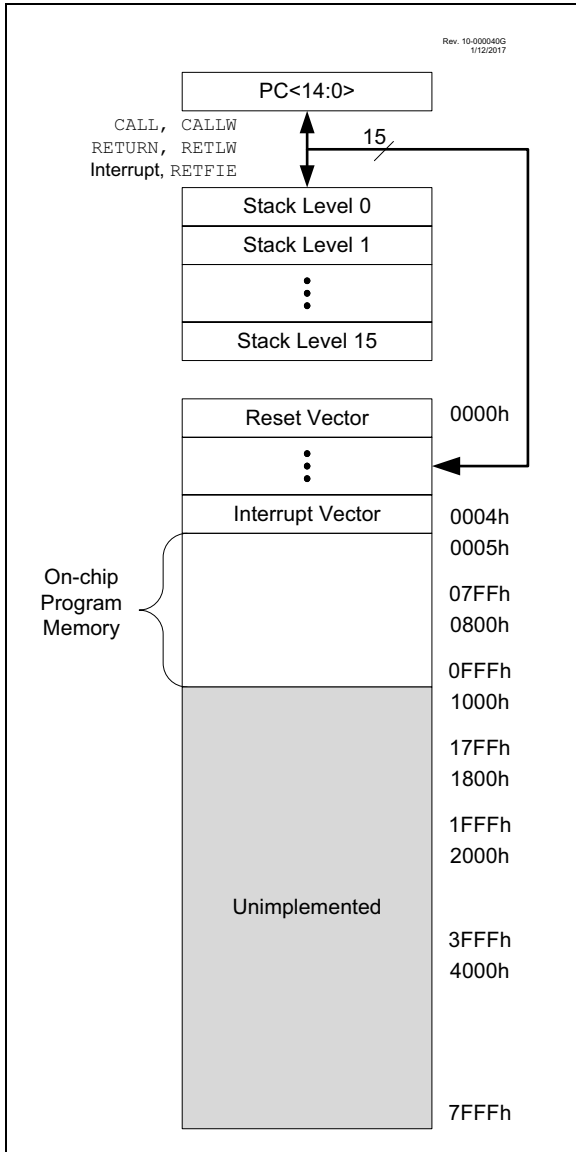 Rev. 10-000040G
1/12/2017
PC<14:0>
CALL, CALLW
RETURN, RETLW
Interrupt, RETFIE
15
Stack Level 0
Stack Level 1
Stack Level 15
Reset Vector
0000h
Interrupt Vector
0004h
0005h
On-chip
Program
Memory
07FFh
0800h
0FFFh
1000h
17FFh
1800h
1FFFh
2000h
Unimplemented
3FFFh
4000h
7FFFh